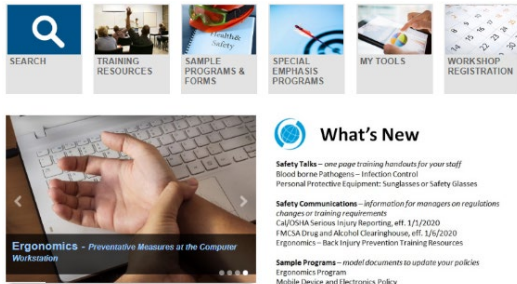 SEARCH
TRAINING
RESOURCES
SAMPLE
PROGRAMS &
FORMS
Health &
Safety
SPECIAL
EMPHASIS
PROGRAMS
MY TOOLS
WORKSHOP
REGISTRATION
Ergonomics - Preventative Measures at the Computer
Workstation
What's New
Safety Talks – one page training handouts for your staff
Blood borne Pathogens – Infection Control
Personal Protective Equipment: Sunglasses or Safety Glasses
Safety Communications – information for managers on regulations
changes or training requirements
Cal/OSHA Serious Injury Reporting, eff. 1/1/2020
FMCSA Drug and Alcohol Clearinghouse, eff. 1/6/2020
Ergonomics – Back Injury Prevention Training Resources
Sample Programs – model documents to update your policies
Ergonomics Program
Mobile Device and Electronics Policy